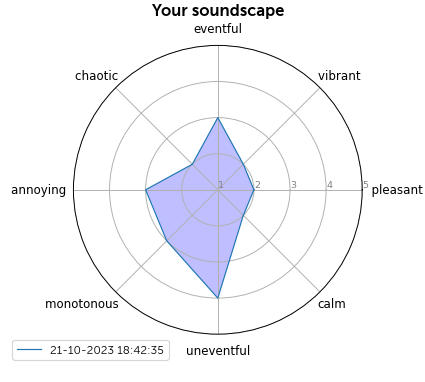 Your soundscape
eventful
chaotic
vibrant
annoying
1 2 3 4 5
pleasant
monotonous
calm
uneventful
21-10-2023 18:42:35